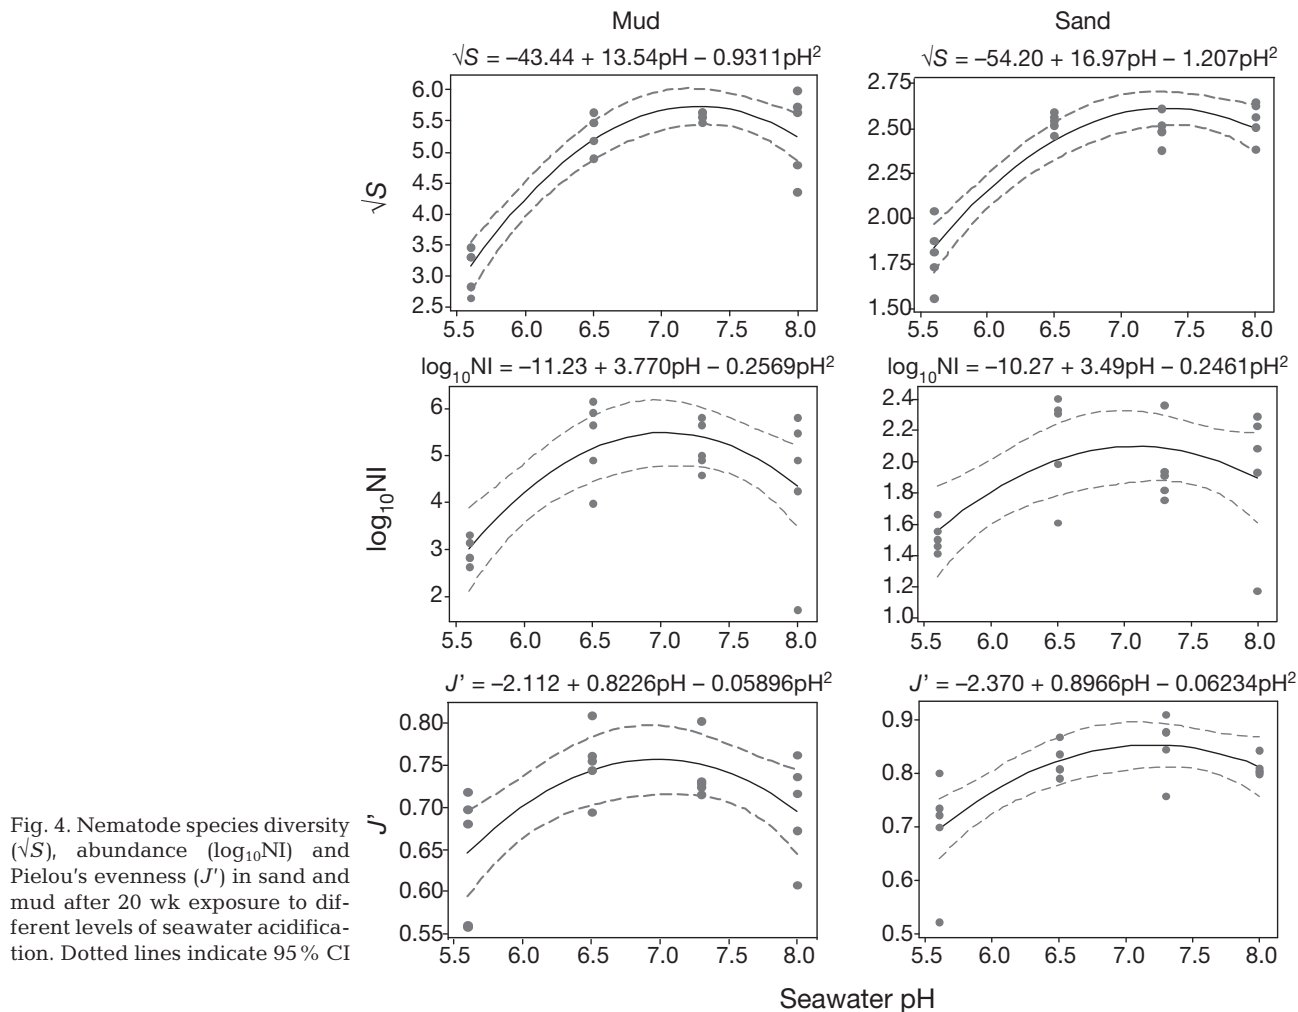 Mud
Sand
√S = –43.44 + 13.54pH – 0.9311pH²
√S = –54.20 + 16.97pH – 1.207pH²
6.0
5.5
5.0
4.5
4.0
3.5
3.0
2.5
√S
5.5 6.0 6.5 7.0 7.5 8.0
2.75
2.50
2.25
2.00
1.75
1.50
5.5 6.0 6.5 7.0 7.5 8.0
log₁₀NI = –11.23 + 3.770pH – 0.2569pH²
log₁₀NI = –10.27 + 3.49pH – 0.2461pH²
6
5
4
3
2
log₁₀NI
5.5 6.0 6.5 7.0 7.5 8.0
2.4
2.2
2.0
1.8
1.6
1.4
1.2
1.0
5.5 6.0 6.5 7.0 7.5 8.0
J’ = –2.112 + 0.8226pH – 0.05896pH²
J’ = –2.370 + 0.8966pH – 0.06234pH²
0.80
0.75
0.70
0.65
0.60
0.55
J’
5.5 6.0 6.5 7.0 7.5 8.0
0.9
0.8
0.7
0.6
0.5
5.5 6.0 6.5 7.0 7.5 8.0
Seawater pH
Fig. 4. Nematode species diversity
(√S), abundance (log₁₀NI) and
Pielou's evenness (J') in sand and
mud after 20 wk exposure to dif-
ferent levels of seawater acidifica-
tion. Dotted lines indicate 95% CI